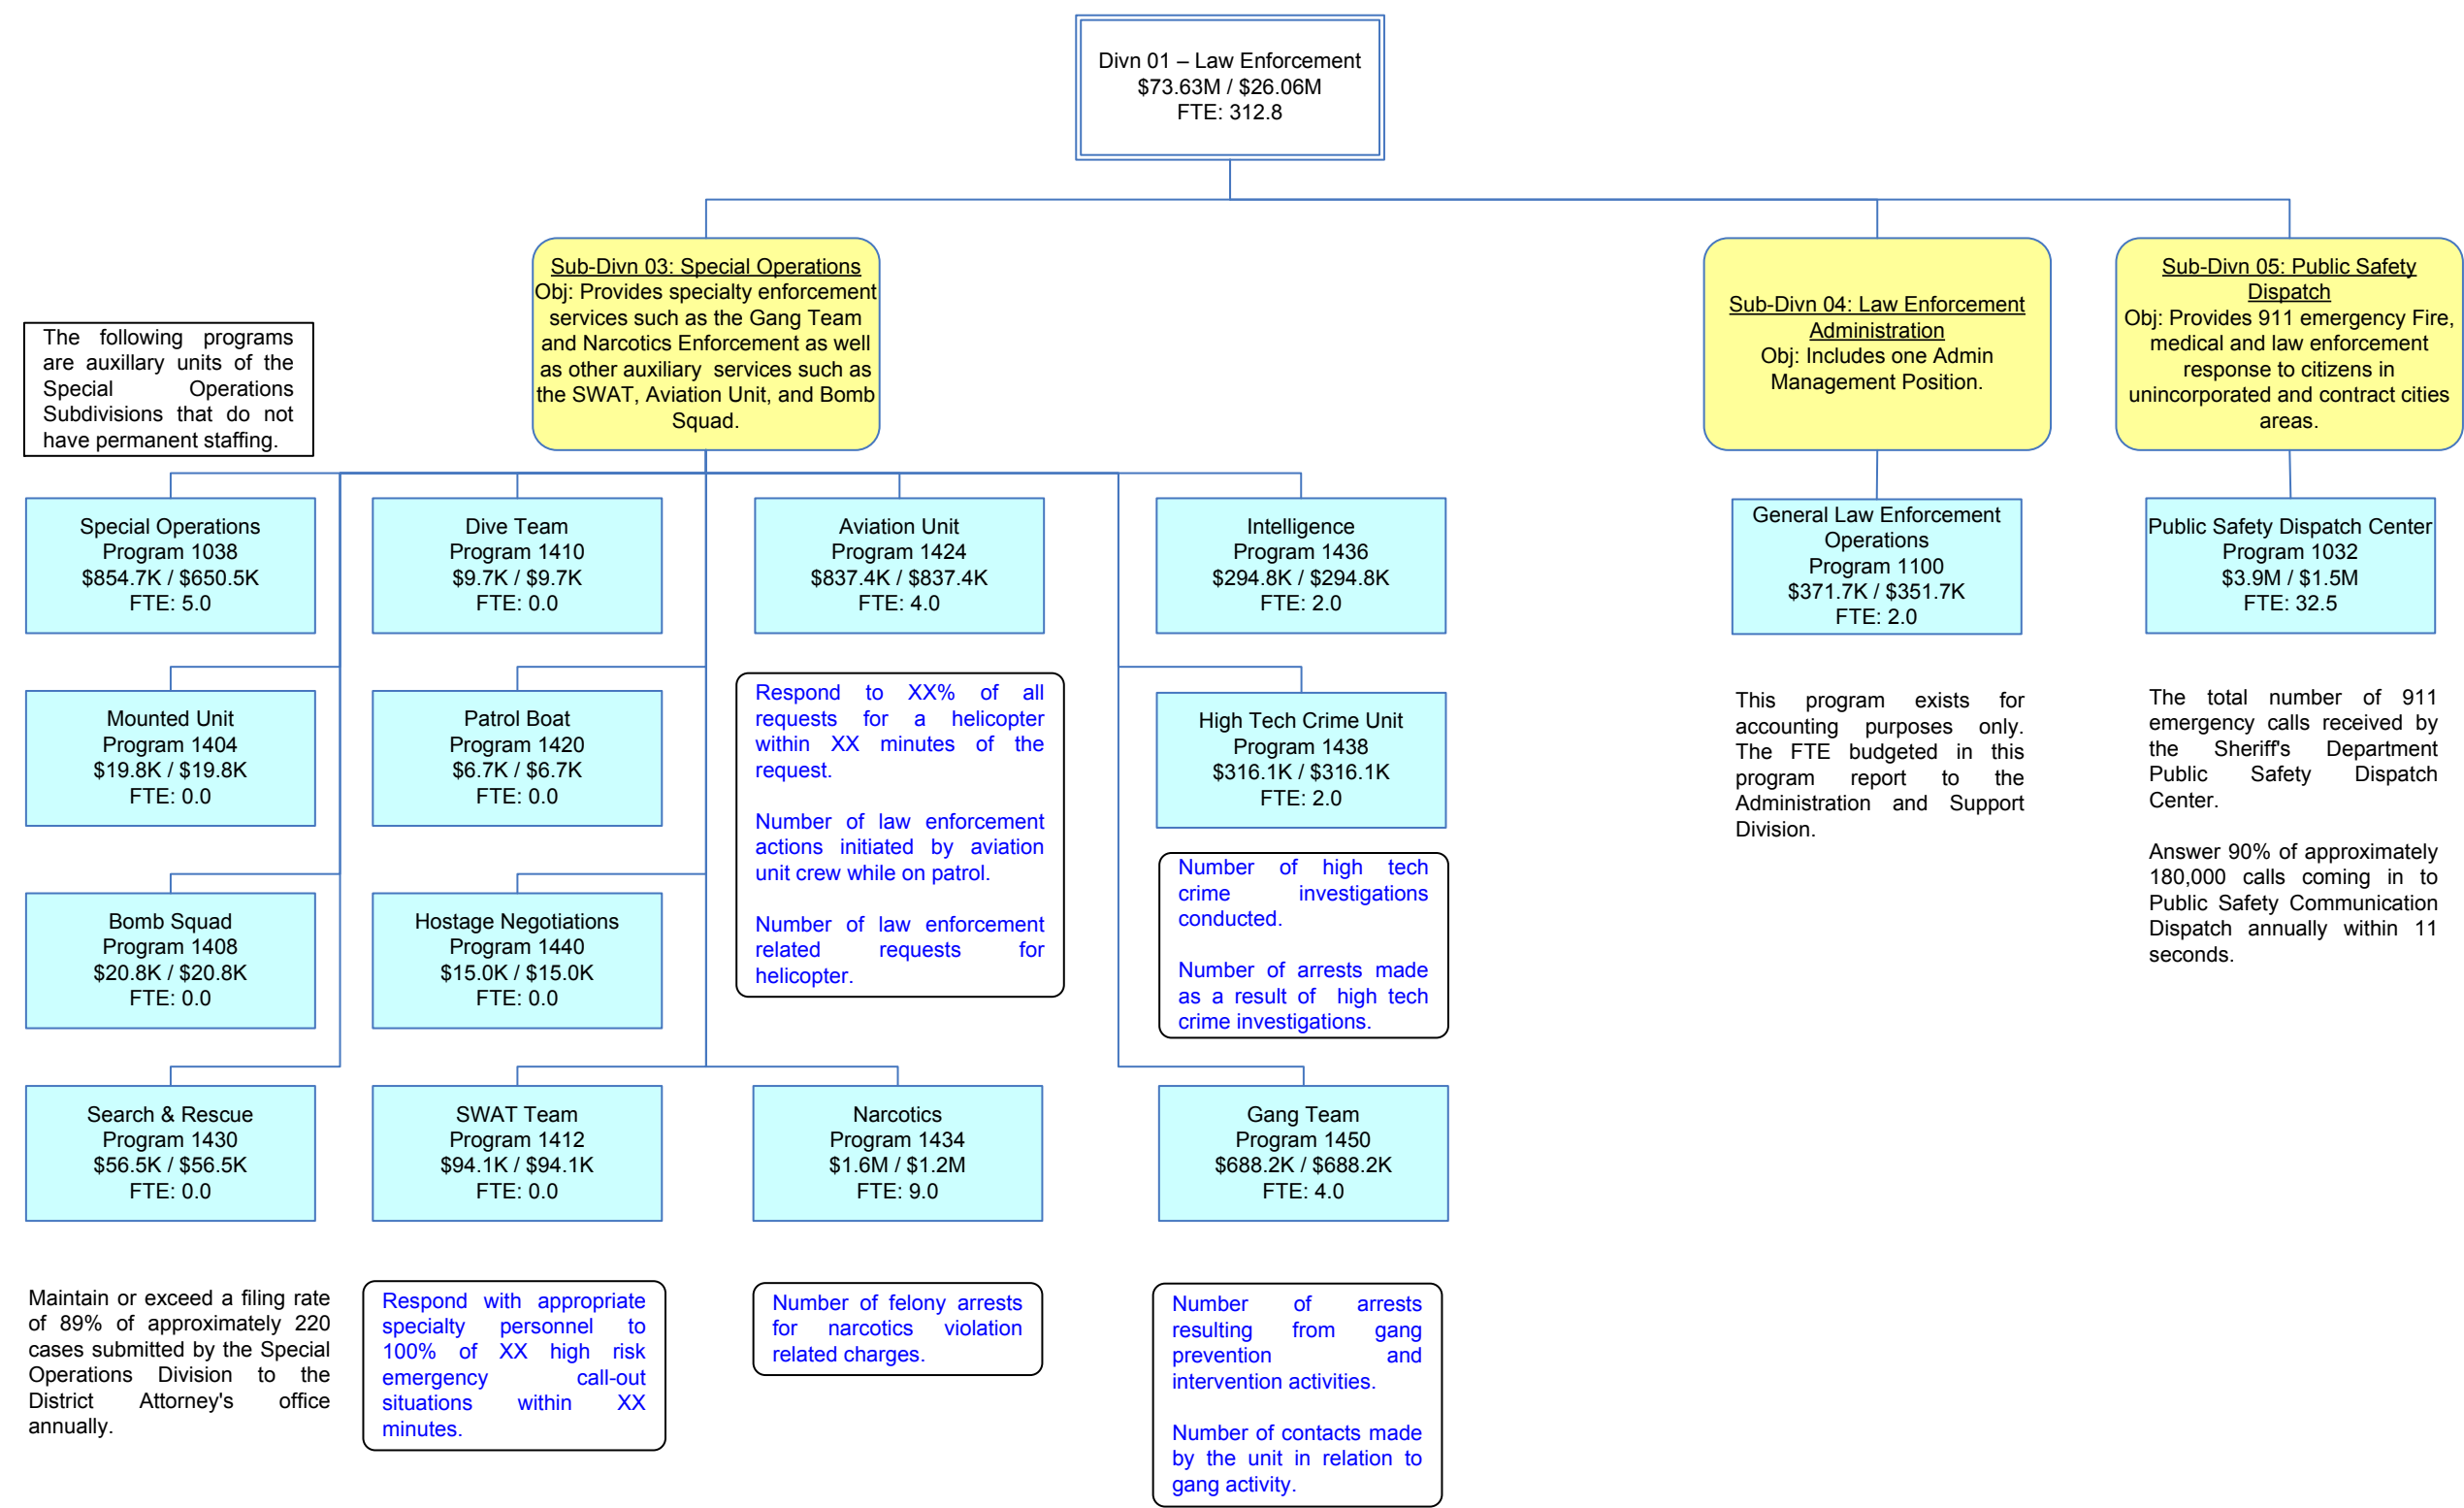 Divn 01 – Law Enforcement
$73.63M / $26.06M
FTE: 312.8
Sub-Divn 03: Special Operations
Obj: Provides specialty enforcement
services such as the Gang Team
and Narcotics Enforcement as well
as other auxiliary services such as
the SWAT, Aviation Unit, and Bomb
Squad.
Sub-Divn 04: Law Enforcement
Administration
Obj: Includes one Admin
Management Position.
Sub-Divn 05: Public Safety
Dispatch
Obj: Provides 911 emergency Fire,
medical and law enforcement
response to citizens in
unincorporated and contract cities
areas.
The following programs
are auxillary units of the
Special Operations
Subdivisions that do not
have permanent staffing.
Special Operations
Program 1038
$854.7K / $650.5K
FTE: 5.0
Dive Team
Program 1410
$9.7K / $9.7K
FTE: 0.0
Aviation Unit
Program 1424
$837.4K / $837.4K
FTE: 4.0
Intelligence
Program 1436
$294.8K / $294.8K
FTE: 2.0
General Law Enforcement
Operations
Program 1100
$371.7K / $351.7K
FTE: 2.0
Public Safety Dispatch Center
Program 1032
$3.9M / $1.5M
FTE: 32.5
Mounted Unit
Program 1404
$19.8K / $19.8K
FTE: 0.0
Patrol Boat
Program 1420
$6.7K / $6.7K
FTE: 0.0
Respond to XX% of all
requests for a helicopter
within XX minutes of the
request.
Number of law enforcement
actions initiated by aviation
unit crew while on patrol.
Number of law enforcement
related requests for
helicopter.
High Tech Crime Unit
Program 1438
$316.1K / $316.1K
FTE: 2.0
Number of high tech
crime investigations
conducted.
Number of arrests made
as a result of high tech
crime investigations.
This program exists for
accounting purposes only.
The FTE budgeted in this
program report to the
Administration and Support
Division.
The total number of 911
emergency calls received by
the Sheriff's Department
Public Safety Dispatch
Center.
Answer 90% of approximately
180,000 calls coming in to
Public Safety Communication
Dispatch annually within 11
seconds.
Bomb Squad
Program 1408
$20.8K / $20.8K
FTE: 0.0
Hostage Negotiations
Program 1440
$15.0K / $15.0K
FTE: 0.0
Search & Rescue
Program 1430
$56.5K / $56.5K
FTE: 0.0
SWAT Team
Program 1412
$94.1K / $94.1K
FTE: 0.0
Narcotics
Program 1434
$1.6M / $1.2M
FTE: 9.0
Gang Team
Program 1450
$688.2K / $688.2K
FTE: 4.0
Maintain or exceed a filing rate
of 89% of approximately 220
cases submitted by the Special
Operations Division to the
District Attorney's office
annually.
Respond with appropriate
specialty personnel to
100% of XX high risk
emergency call-out
situations within XX
minutes.
Number of felony arrests
for narcotics violation
related charges.
Number of arrests
resulting from gang
prevention and
intervention activities.
Number of contacts made
by the unit in relation to
gang activity.